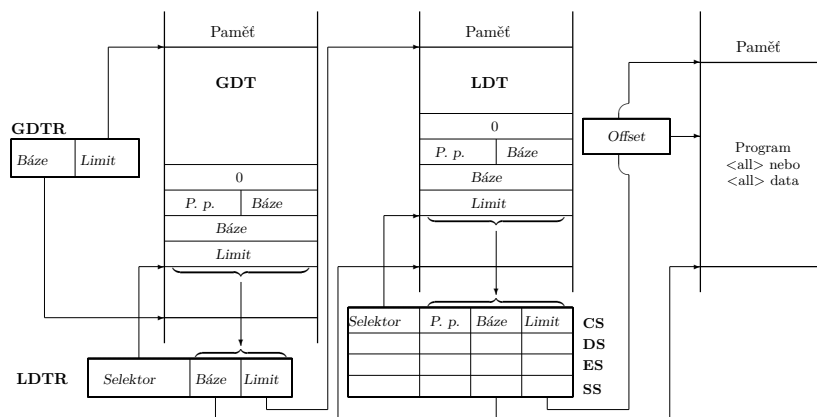 Paměť
GDT
0
P. p. Báze
Báze
Limit
GDTR
Báze Limit
LDTR
Selektor Báze Limit
Paměť
LDT
0
P. p. Báze
Báze
Limit
Selektor P. p. Báze Limit
CS
DS
ES
SS
Offset
Paměť
Program
<all> nebo
<all> data